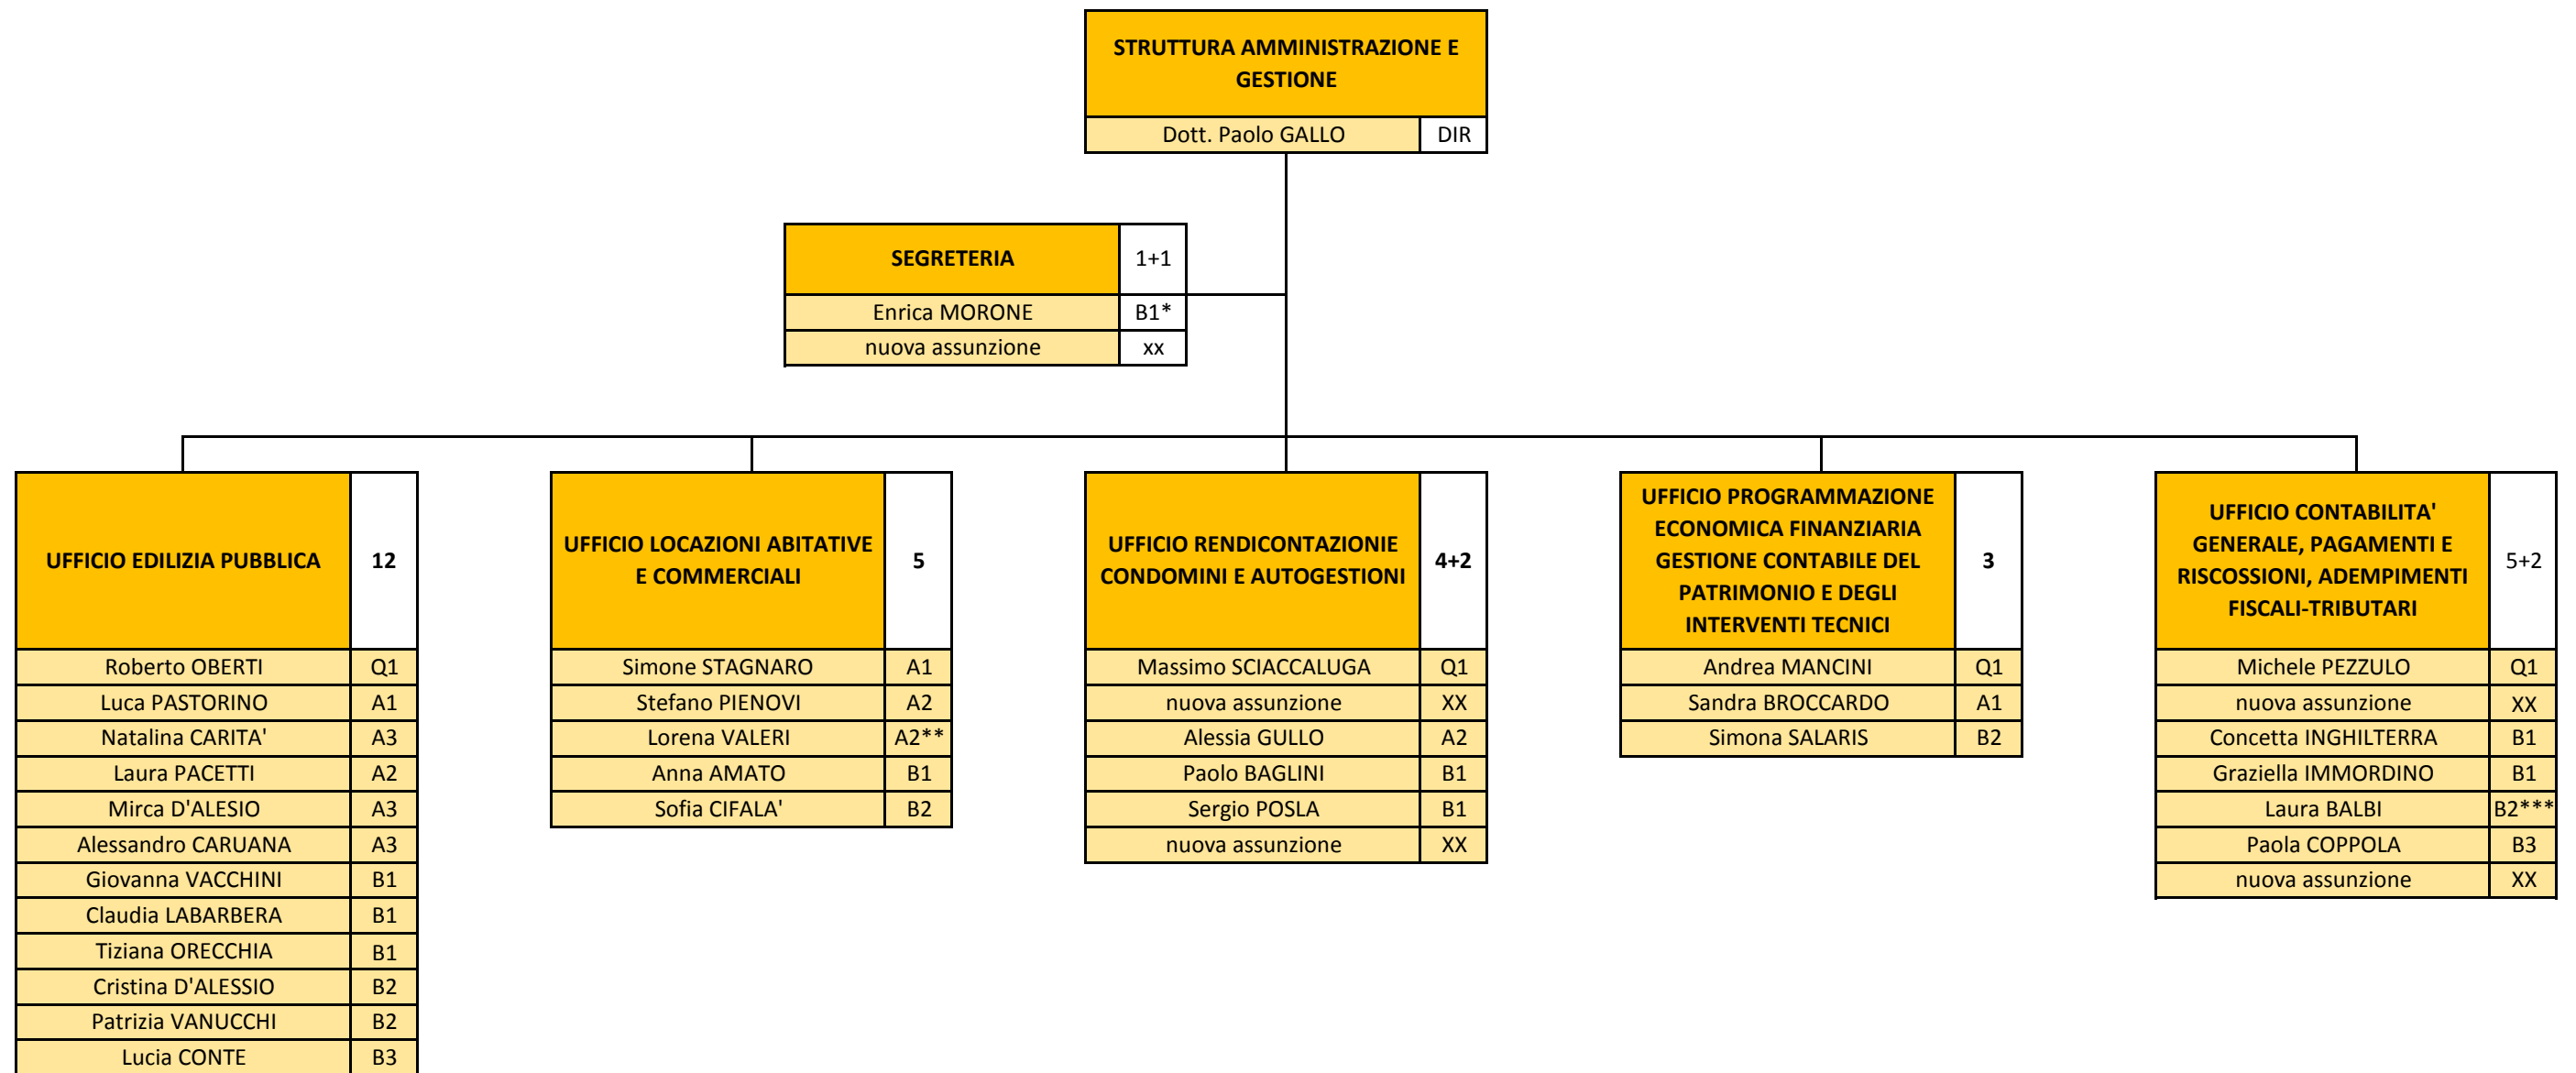 STRUTTURA AMMINISTRAZIONE E
GESTIONE
Dott. Paolo GALLO DIR
SEGRETERIA 1+1
Enrica MORONE B1*
nuova assunzione xx
UFFICIO EDILIZIA PUBBLICA 12
Roberto OBERTI Q1
Luca PASTORINO A1
Natalina CARITA' A3
Laura PACETTI A2
Mirca D'ALESIO A3
Alessandro CARUANA A3
Giovanna VACCHINI B1
Claudia LABARBERA B1
Tiziana ORECCHIA B1
Cristina D'ALESSIO B2
Patrizia VANUCCHI B2
Lucia CONTE B3
UFFICIO LOCAZIONI ABITATIVE
E COMMERCIALI 5
Simone STAGNARO A1
Stefano PIENOVI A2
Lorena VALERI A2**
Anna AMATO B1
Sofia CIFALA' B2
UFFICIO RENDICONTAZIONIE
CONDOMINI E AUTOGESTIONI 4+2
Massimo SCIACCALUGA Q1
nuova assunzione XX
Alessia GULLO A2
Paolo BAGLINI B1
Sergio POSLA B1
nuova assunzione XX
UFFICIO PROGRAMMAZIONE
ECONOMICA FINANZIARIA
GESTIONE CONTABILE DEL
PATRIMONIO E DEGLI
INTERVENTI TECNICI 3
Andrea MANCINI Q1
Sandra BROCCARDO A1
Simona SALARIS B2
UFFICIO CONTABILITA'
GENERALE, PAGAMENTI E
RISCOSSIONI, ADEMPIMENTI
FISCALI-TRIBUTARI 5+2
Michele PEZZULO Q1
nuova assunzione XX
Concetta INGHILTERRA B1
Graziella IMMORDINO B1
Laura BALBI B2***
Paola COPPOLA B3
nuova assunzione XX